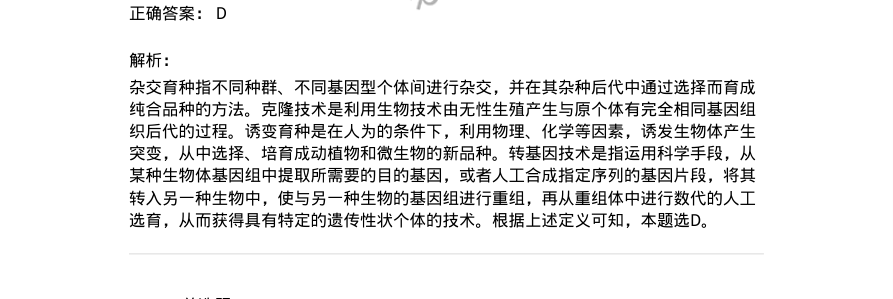 正确答案： D
解析：
杂交育种指不同种群、不同基因型个体间进行杂交，并在其杂种后代中通过选择而育成
纯合品种的方法。克隆技术是利用生物技术由无性生殖产生与原个体有完全相同基因组
织后代的过程。诱变育种是在人为的条件下，利用物理、化学等因素，诱发生物体产生
突变，从中选择、培育成动植物和微生物的新品种。转基因技术是指运用科学手段，从
某种生物体基因组中提取所需要的目的基因，或者人工合成指定序列的基因片段，将其
转入另一种生物中，使与另一种生物的基因组进行重组，再从重组体中进行数代的人工
选育，从而获得具有特定的遗传性状个体的技术。根据上述定义可知，本题选D。